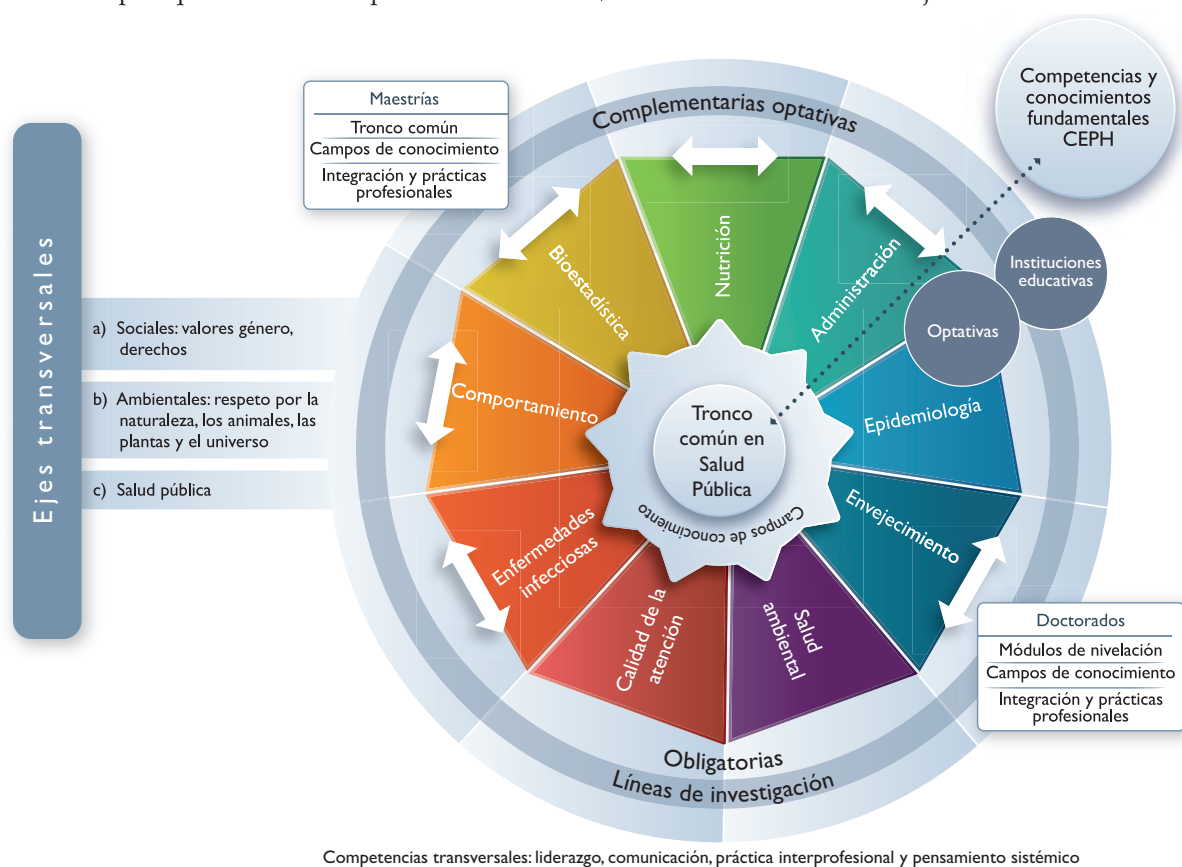 Maestrías
Tronco común
Campos de conocimiento
Integración y prácticas
profesionales
Complementarias optativas
Competencias y
conocimientos
fundamentales
CEPH
Instituciones
educativas
Optativas
Ejes transversales
a) Sociales: valores género,
derechos
b) Ambientales: respeto por la
naturaleza, los animales, las
plantas y el universo
c) Salud pública
Nutrición
Administración
Epidemiología
Envejecimiento
Salud
ambiental
Calidad de la
atención
Enfermedades
infecciosas
Comportamiento
Bioestadística
Tronco
común en
Salud
Pública
Campos de conocimiento
Doctorados
Módulos de nivelación
Campos de conocimiento
Integración y prácticas
profesionales
Obligatorias
Líneas de investigación
Competencias transversales: liderazgo, comunicación, práctica interprofesional y pensamiento sistémico